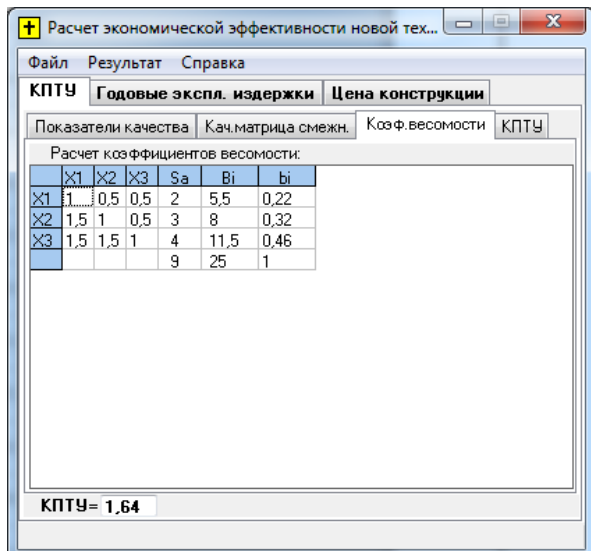 Расчет экономической эффективности новой тех...
Файл Результат Справка
КПТУ Годовые экспл. издержки Цена конструкции
Показатели качества Кач.матрица смежн. Коэф.весомости КПТУ
Расчет коэффициентов весомости:
X1 X2 X3 Sa Bi bi
X1 1 0,5 0,5 2 5,5 0,22
X2 1,5 1 0,5 3 8 0,32
X3 1,5 1,5 1 4 11,5 0,46
9 25 1
КПТУ= 1,64